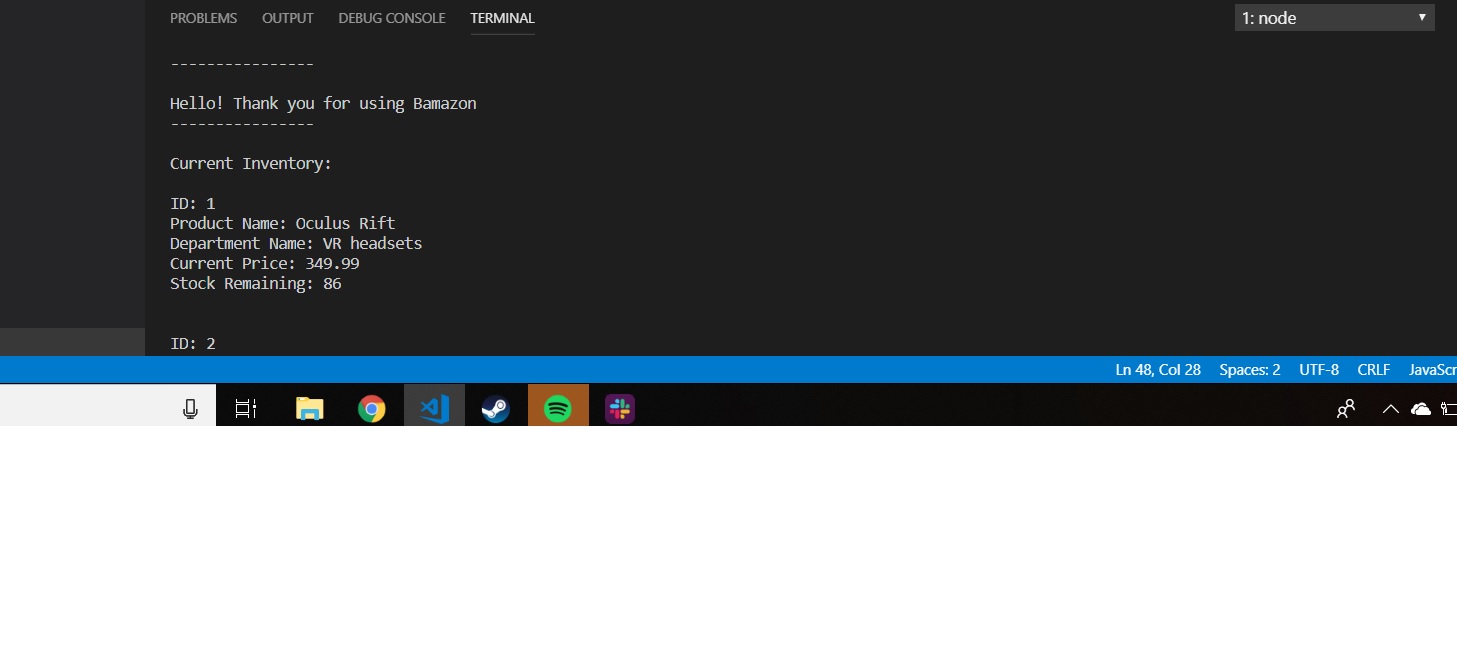 PROBLEMS OUTPUT DEBUG CONSOLE TERMINAL 1: node
----------------
Hello! Thank you for using Bamazon
----------------
Current Inventory:
ID: 1
Product Name: Oculus Rift
Department Name: VR headsets
Current Price: 349.99
Stock Remaining: 86
ID: 2
Ln 48, Col 28 Spaces: 2 UTF-8 CRLF JavaScr